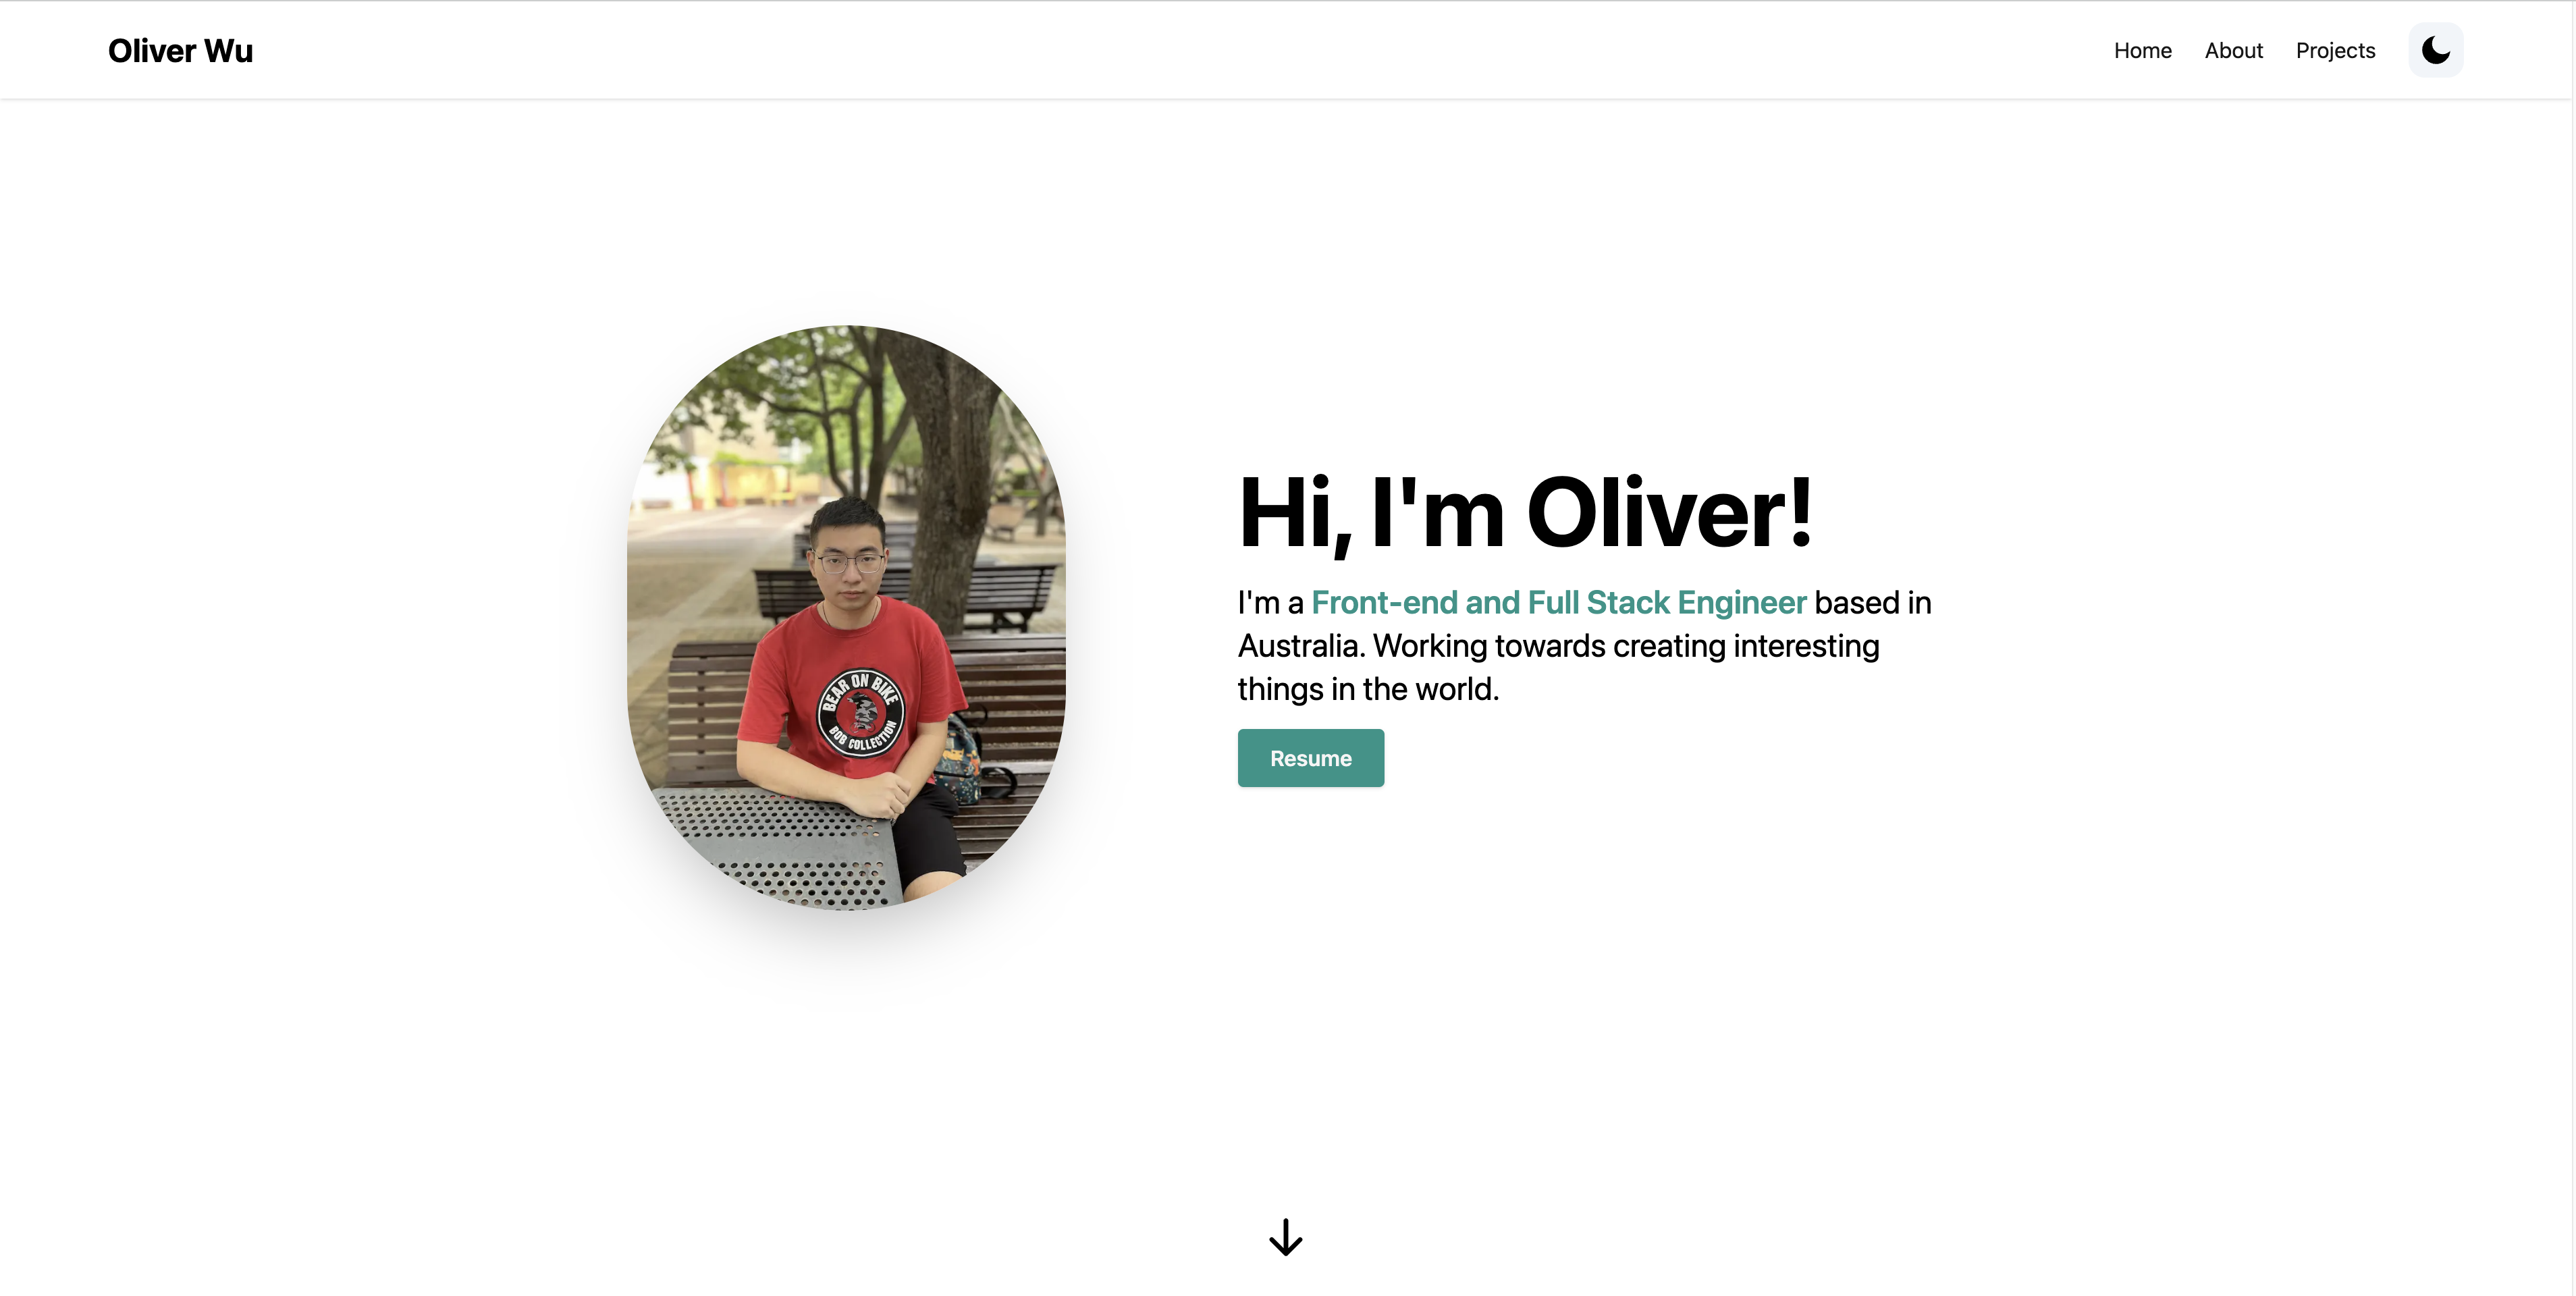 Oliver Wu
Home About Projects
Hi, I'm Oliver!
I'm a Front-end and Full Stack Engineer based in
Australia. Working towards creating interesting
things in the world.
Resume
BEAR ON BIKE
BOB COLLECTION